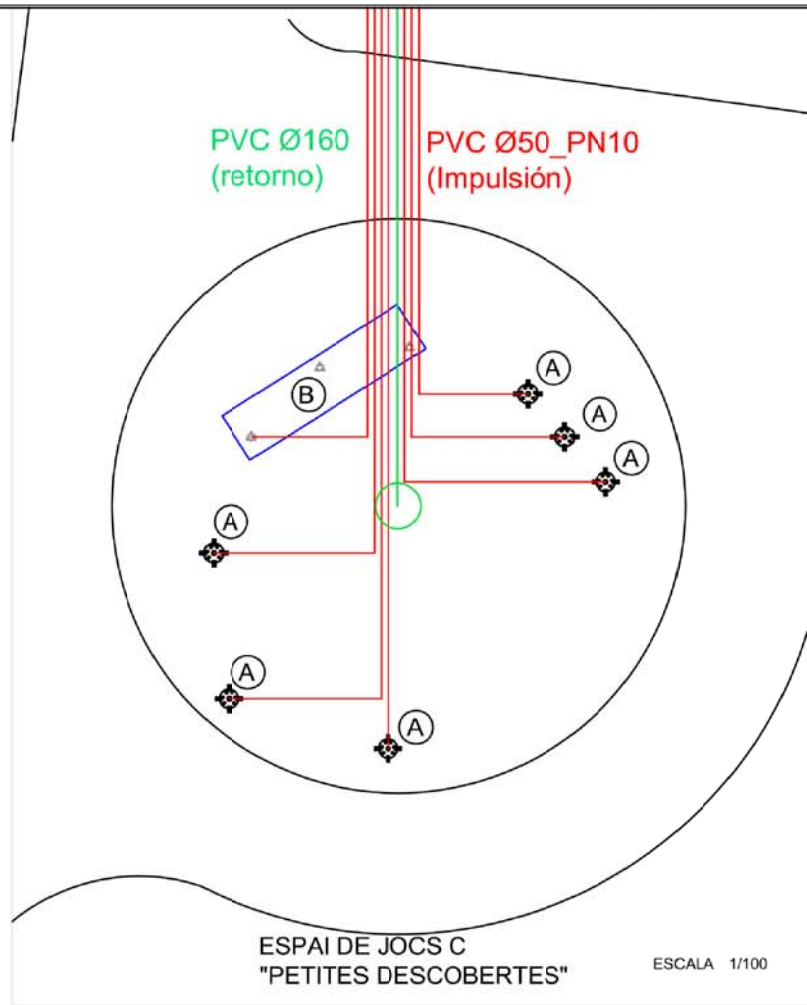 PVC Ø160
(retorno)
PVC Ø50_PN10
(Impulsión)
A
B
A
A
A
A
A
ESPAI DE JOCS C
"PETITES DESCOBERTES"
ESCALA 1/100